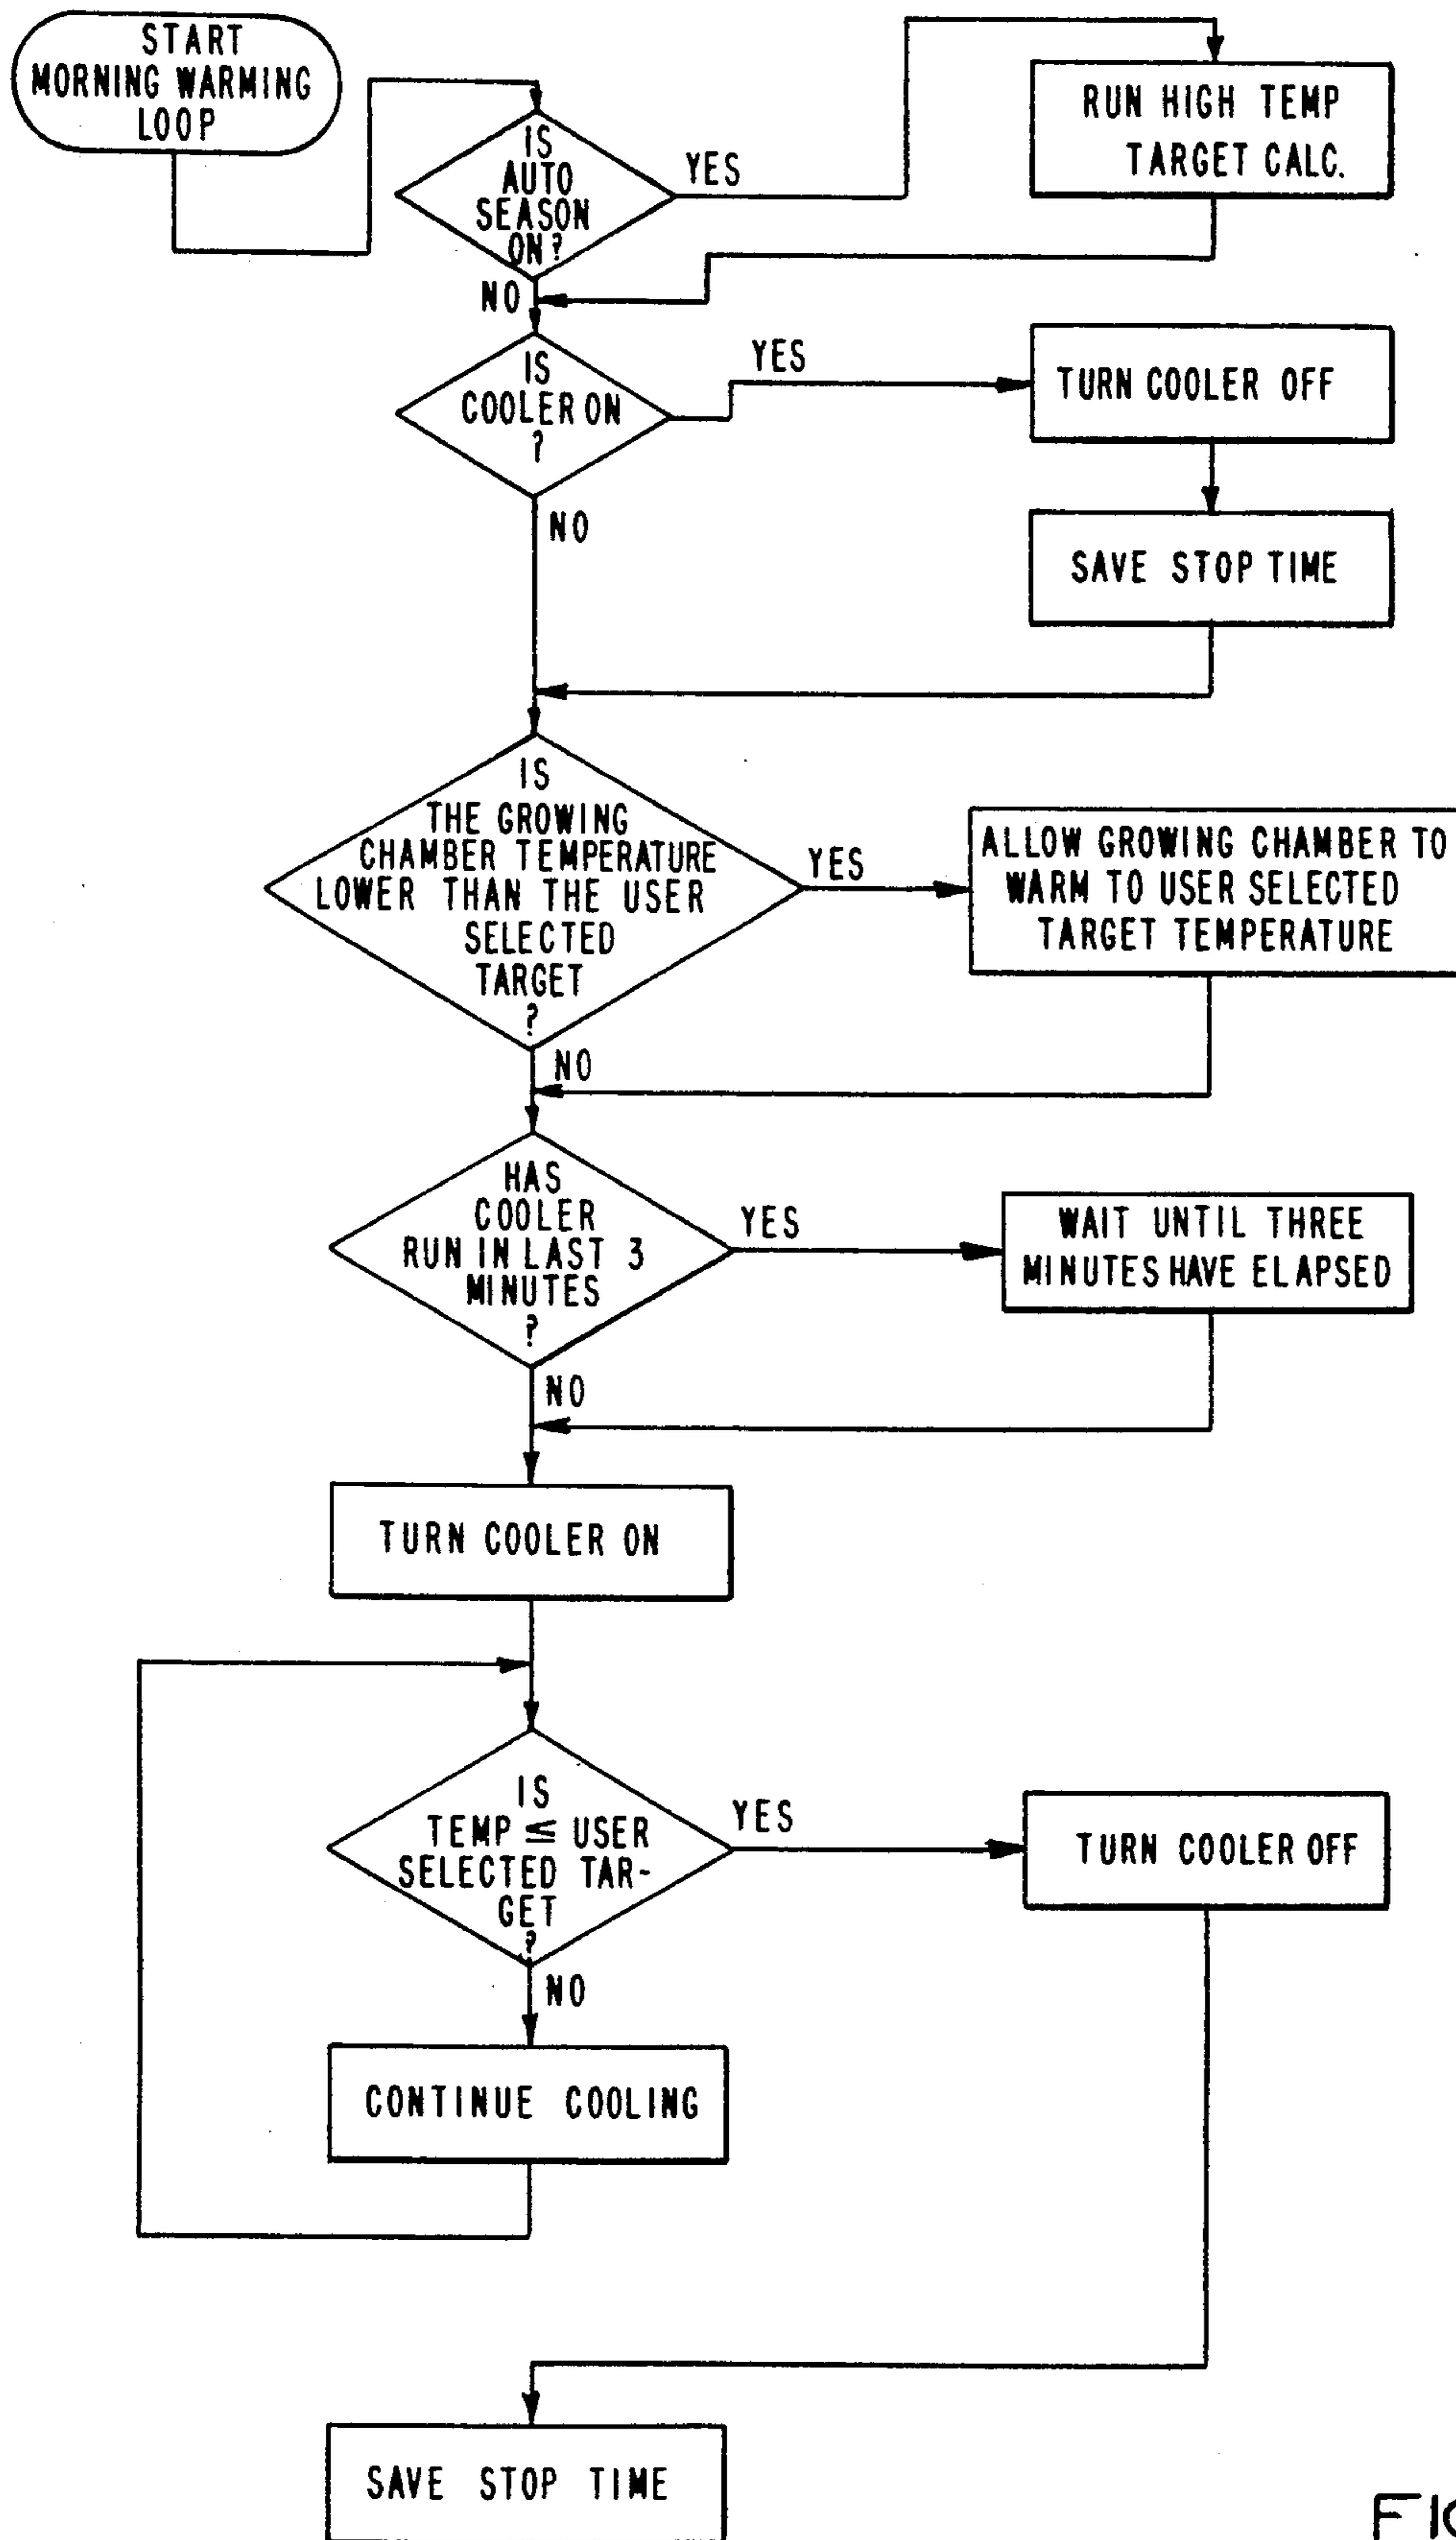 START
MORNING WARMING
LOOP
IS
AUTO
SEASON
ON?
YES
RUN HIGH TEMP
TARGET CALC.
NO
IS
COOLER ON
?
YES
TURN COOLER OFF
SAVE STOP TIME
NO
IS
THE GROWING
CHAMBER TEMPERATURE
LOWER THAN THE USER
SELECTED
TARGET
?
YES
ALLOW GROWING CHAMBER TO
WARM TO USER SELECTED
TARGET TEMPERATURE
NO
HAS
COOLER
RUN IN LAST 3
MINUTES
?
YES
WAIT UNTIL THREE
MINUTES HAVE ELAPSED
NO
TURN COOLER ON
IS
TEMP ≦ USER
SELECTED TAR-
GET
?
YES
TURN COOLER OFF
NO
CONTINUE COOLING
SAVE STOP TIME